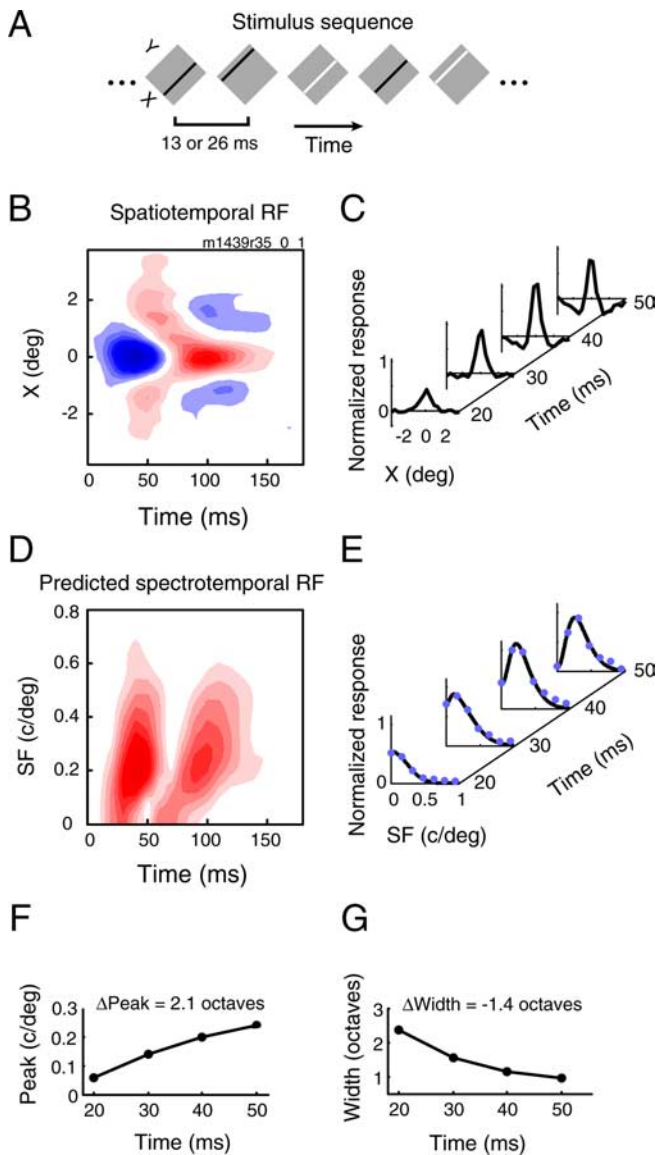 A
Stimulus sequence
Y
X
13 or 26 ms
Time
B
Spatiotemporal RF
m1439r35 0 1
X (deg)
2
0
-2
0 50 100 150
Time (ms)
C
Normalized response
1
0
-2 0 2
X (deg)
20
30
40
50
Time (ms)
D
Predicted spectrotemporal RF
SF (c/deg)
0.8
0.6
0.4
0.2
0
0 50 100 150
Time (ms)
E
Normalized response
1
0
0 0.5 1
SF (c/deg)
20
30
40
50
Time (ms)
F
ΔPeak = 2.1 octaves
Peak (c/deg)
0.3
0.2
0.1
0
20 30 40 50
Time (ms)
G
ΔWidth = -1.4 octaves
Width (octaves)
3
2
1
20 30 40 50
Time (ms)